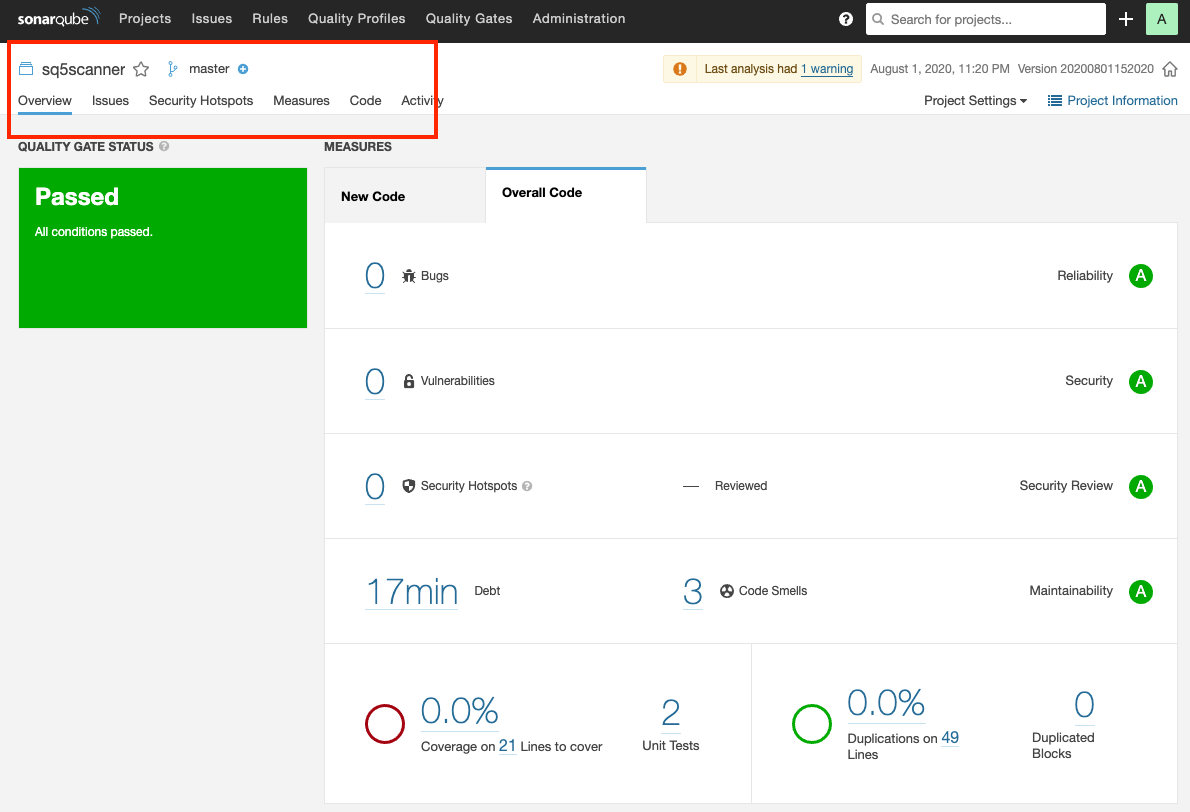 sonarqube Projects Issues Rules Quality Profiles Quality Gates Administration ? Search for projects... + A
sq5scanner master Last analysis had 1 warning August 1, 2020, 11:20 PM Version 20200801152020
Overview Issues Security Hotspots Measures Code Activity Project Settings Project Information
QUALITY GATE STATUS ?
Passed
All conditions passed.
MEASURES
New Code Overall Code
0 Bugs Reliability A
0 Vulnerabilities Security A
0 Security Hotspots ? — Reviewed Security Review A
17min Debt 3 Code Smells Maintainability A
0.0%
Coverage on 21 Lines to cover
2
Unit Tests
0.0%
Duplications on 49
Lines
0
Duplicated
Blocks